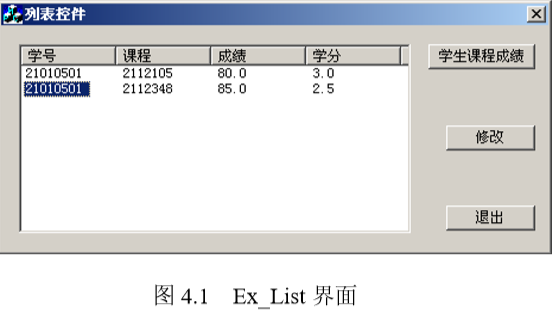 列表控件
学号 课程 成绩 学分 学生课程成绩
21010501 2112105 80.0 3.0
21010501 2112348 85.0 2.5
修改
退出
图 4.1 Ex_List 界面